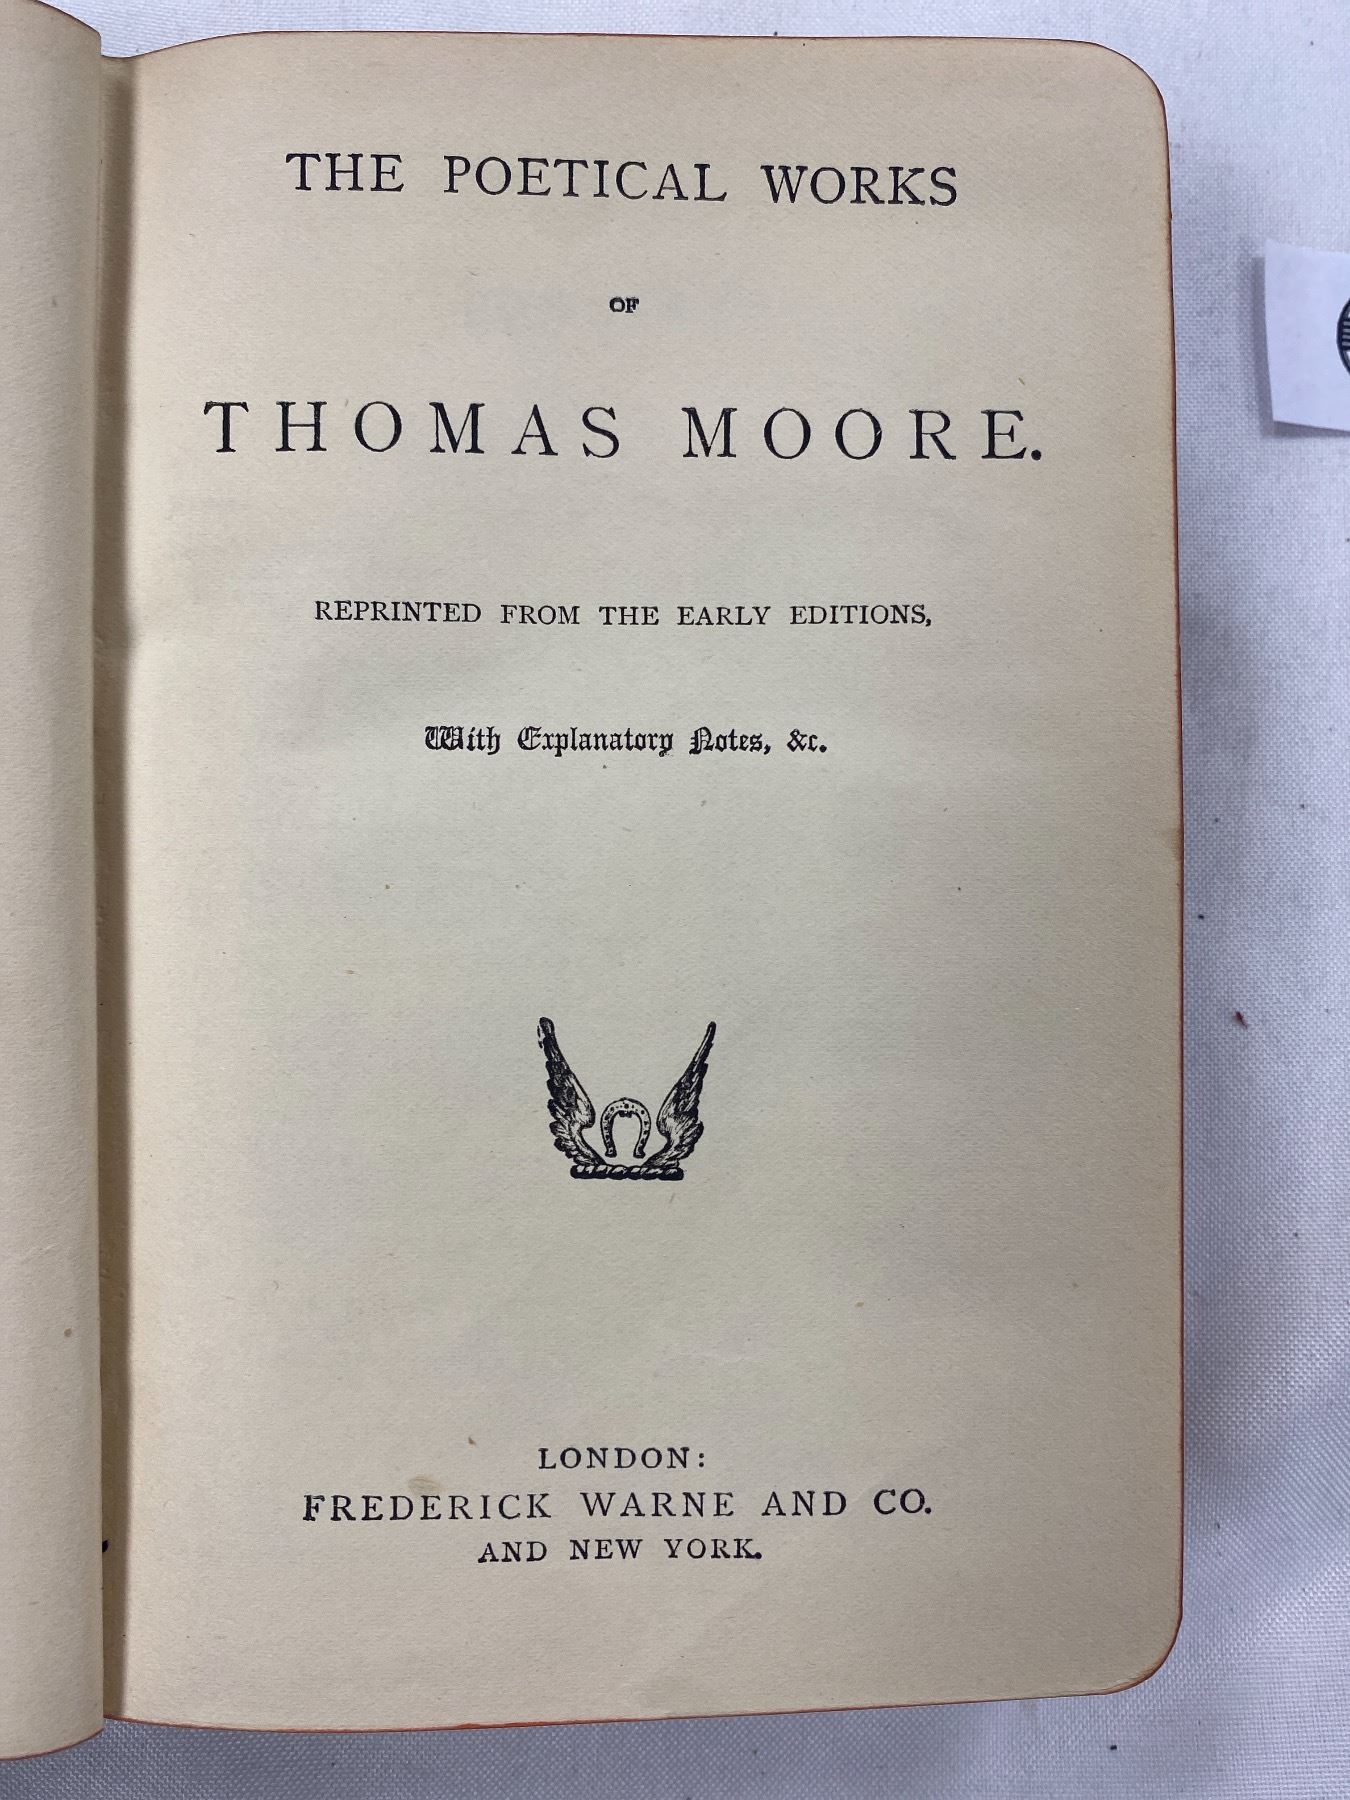 THE POETICAL WORKS
OF
THOMAS MOORE.
REPRINTED FROM THE EARLY EDITIONS,
With Explanatory Notes, &c.
LONDON:
FREDERICK WARNE AND CO.
AND NEW YORK.